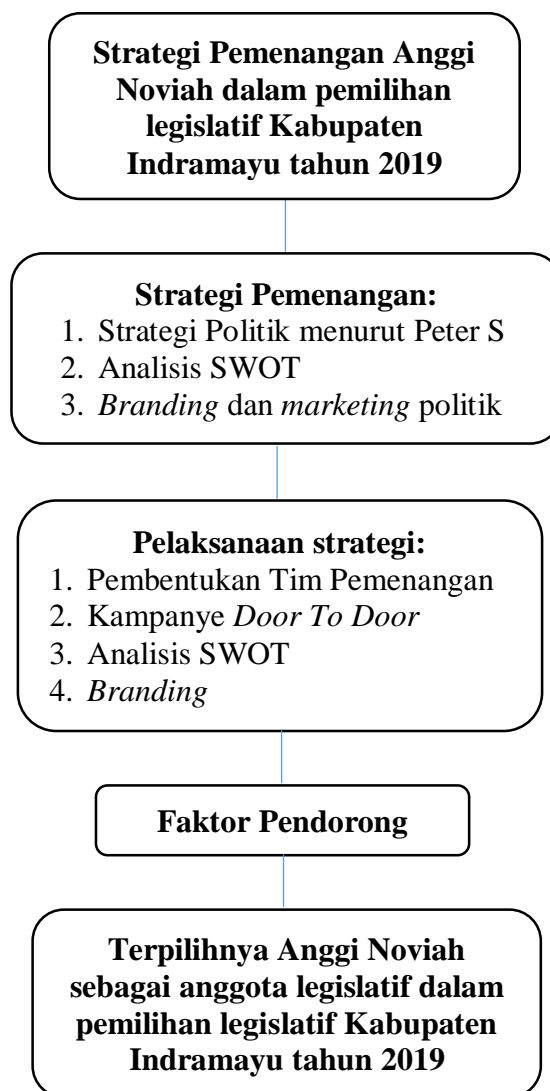 Strategi Pemenangan Anggi
Noviah dalam pemilihan
legislatif Kabupaten
Indramayu tahun 2019
Strategi Pemenangan:
1. Strategi Politik menurut Peter S
2. Analisis SWOT
3. Branding dan marketing politik
Pelaksanaan strategi:
1. Pembentukan Tim Pemenangan
2. Kampanye Door To Door
3. Analisis SWOT
4. Branding
Faktor Pendorong
Terpilihnya Anggi Noviah
sebagai anggota legislatif dalam
pemilihan legislatif Kabupaten
Indramayu tahun 2019